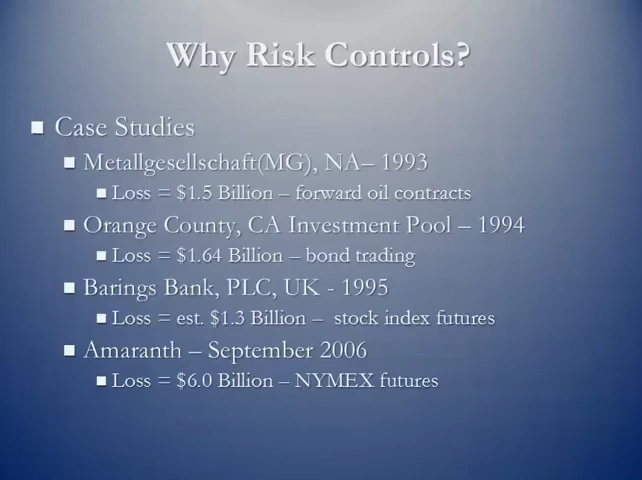 Why Risk Controls?
Case Studies
Metallgesellschaft(MG), NA– 1993
Loss = $1.5 Billion – forward oil contracts
Orange County, CA Investment Pool – 1994
Loss = $1.64 Billion – bond trading
Barings Bank, PLC, UK - 1995
Loss = est. $1.3 Billion – stock index futures
Amaranth – September 2006
Loss = $6.0 Billion – NYMEX futures